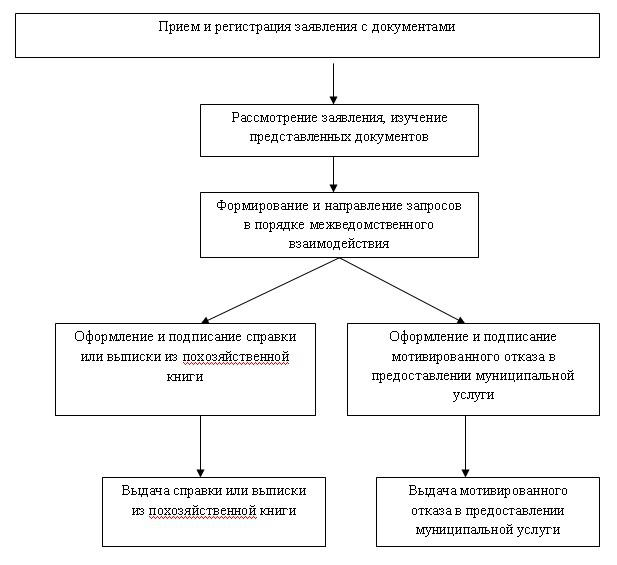 Прием и регистрация заявления с документами
Рассмотрение заявления, изучение
представленных документов
Формирование и направление запросов
в порядке межведомственного
взаимодействия
Оформление и подписание справки
или выписки из похозяйственной
книги
Оформление и подписание
мотивированного отказа в
предоставлении муниципальной
услуги
Выдача справки или выписки
из похозяйственной книги
Выдача мотивированного
отказа в предоставлении
муниципальной услуги